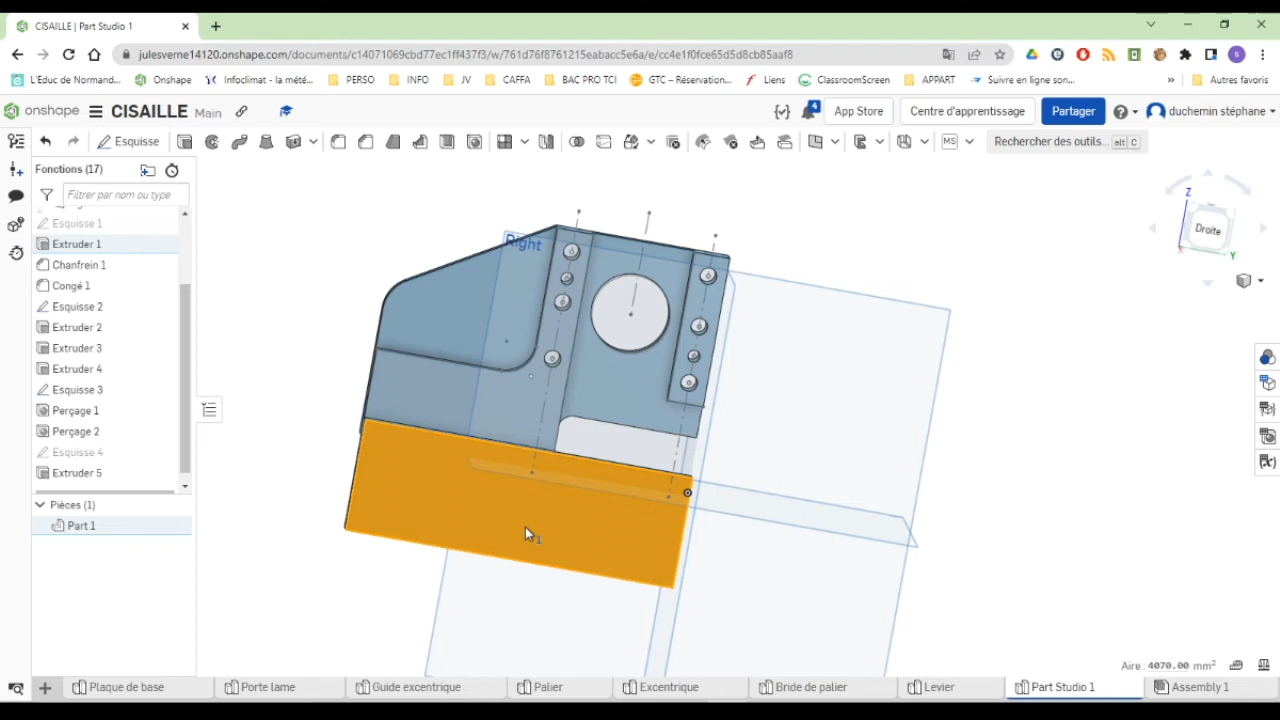 CISAILLE | Part Studio 1
julesverne14120.onshape.com/documents/c14071069cbd77ec1ff437f3/w/761d76f8761215eabacc5e6a/e/cc4e1f0fce65d5d8cb85aaf8
S
L'Educ de Normand... Onshape Infoclimat - la mété... PERSO INFO JV CAFFA BAC PRO TCI GTC – Réservation... Liens ClassroomScreen APPART Suivre en ligne son... » Autres favoris
onshape CISAILLE Main 4 App Store Centre d'apprentissage Partager duchemin stéphane
Esquisse MS Rechercher des outils... alt C
Fonctions (17)
Filtrer par nom ou type
Esquisse 1
Extruder 1
Chanfrein 1
Congé 1
Esquisse 2
Extruder 2
Extruder 3
Extruder 4
Esquisse 3
Perçage 1
Perçage 2
Esquisse 4
Extruder 5
Pièces (1)
Part 1
Right
Z
Droite
X
Y
1
Aire : 4070.00 mm²
Plaque de base Porte lame Guide excentrique Palier Excentrique Bride de palier Levier Part Studio 1 Assembly 1